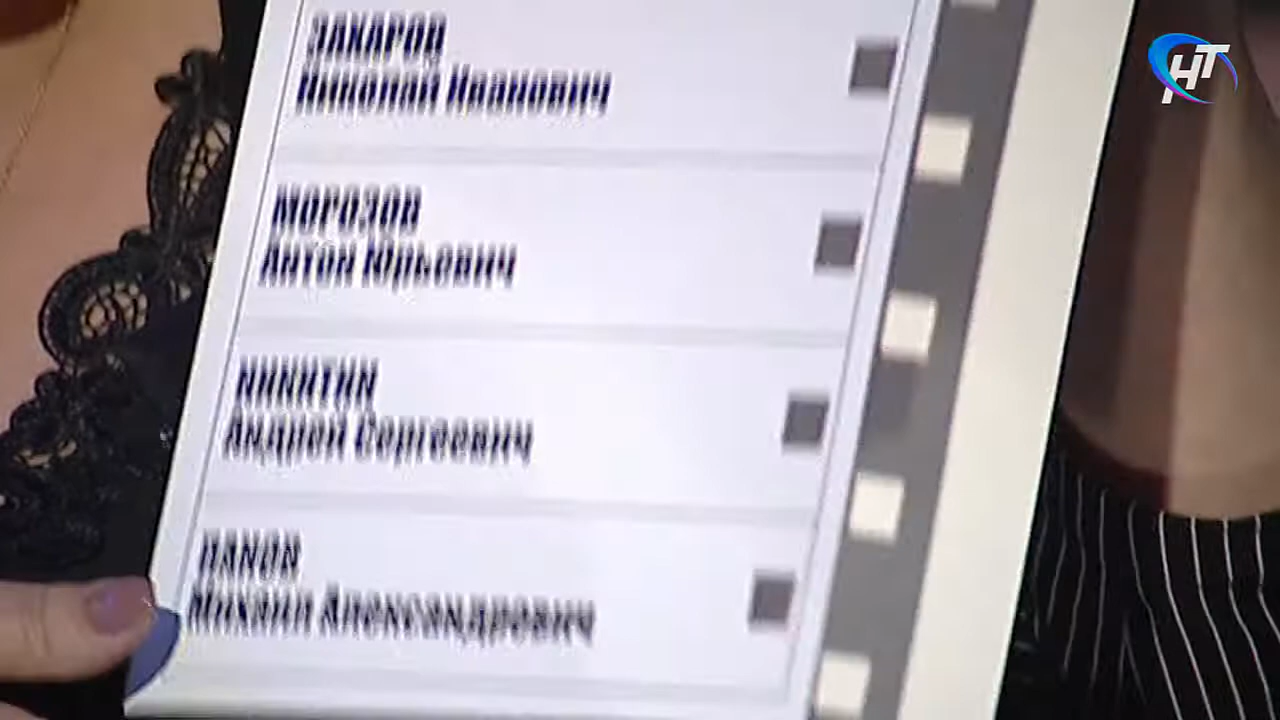 ЗАХАРОВ
Николай Иванович
МОРОЗОВ
Антон Юрьевич
НИКИТИН
Андрей Сергеевич
ПАНОВ
Михаил Александрович
НТ